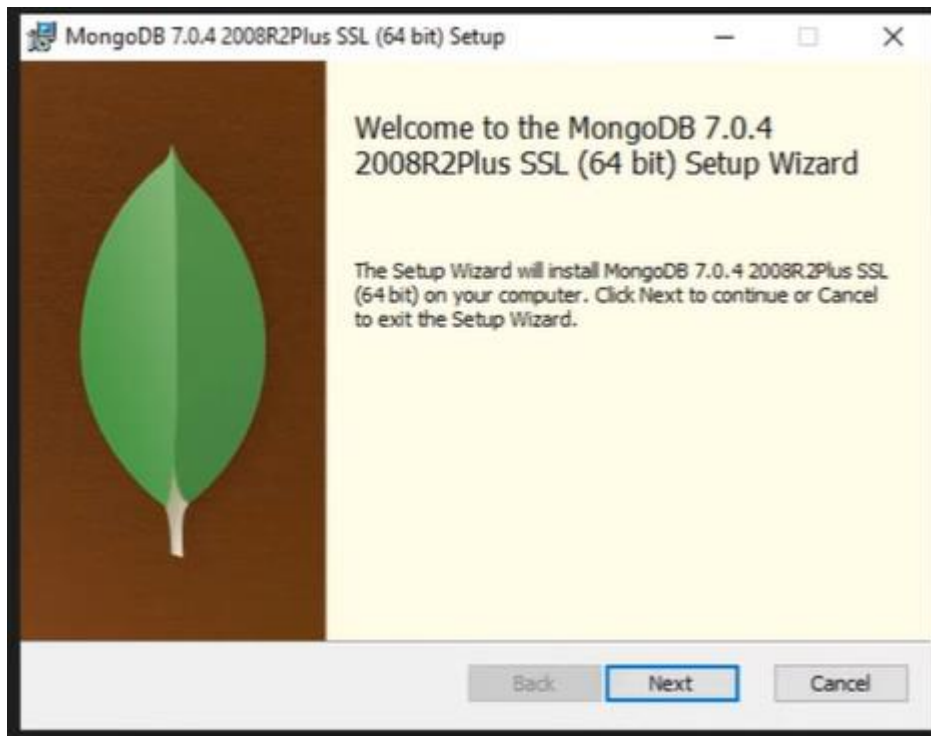 MongoDB 7.0.4 2008R2Plus SSL (64 bit) Setup
Welcome to the MongoDB 7.0.4
2008R2Plus SSL (64 bit) Setup Wizard
The Setup Wizard will install MongoDB 7.0.4 2008R2Plus SSL
(64 bit) on your computer. Click Next to continue or Cancel
to exit the Setup Wizard.
Back Next Cancel